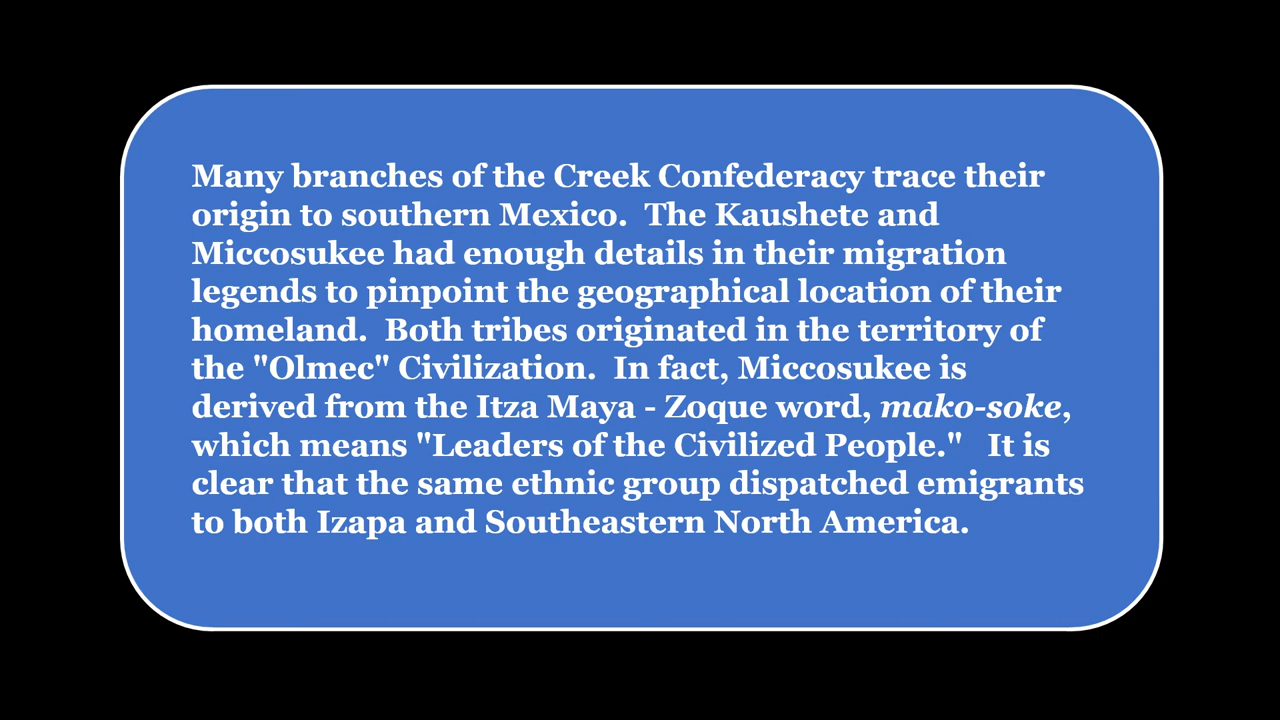 Many branches of the Creek Confederacy trace their
origin to southern Mexico.  The Kaushete and
Miccosukee had enough details in their migration
legends to pinpoint the geographical location of their
homeland.  Both tribes originated in the territory of
the "Olmec" Civilization.  In fact, Miccosukee is
derived from the Itza Maya - Zoque word, mako-soke,
which means "Leaders of the Civilized People."   It is
clear that the same ethnic group dispatched emigrants
to both Izapa and Southeastern North America.